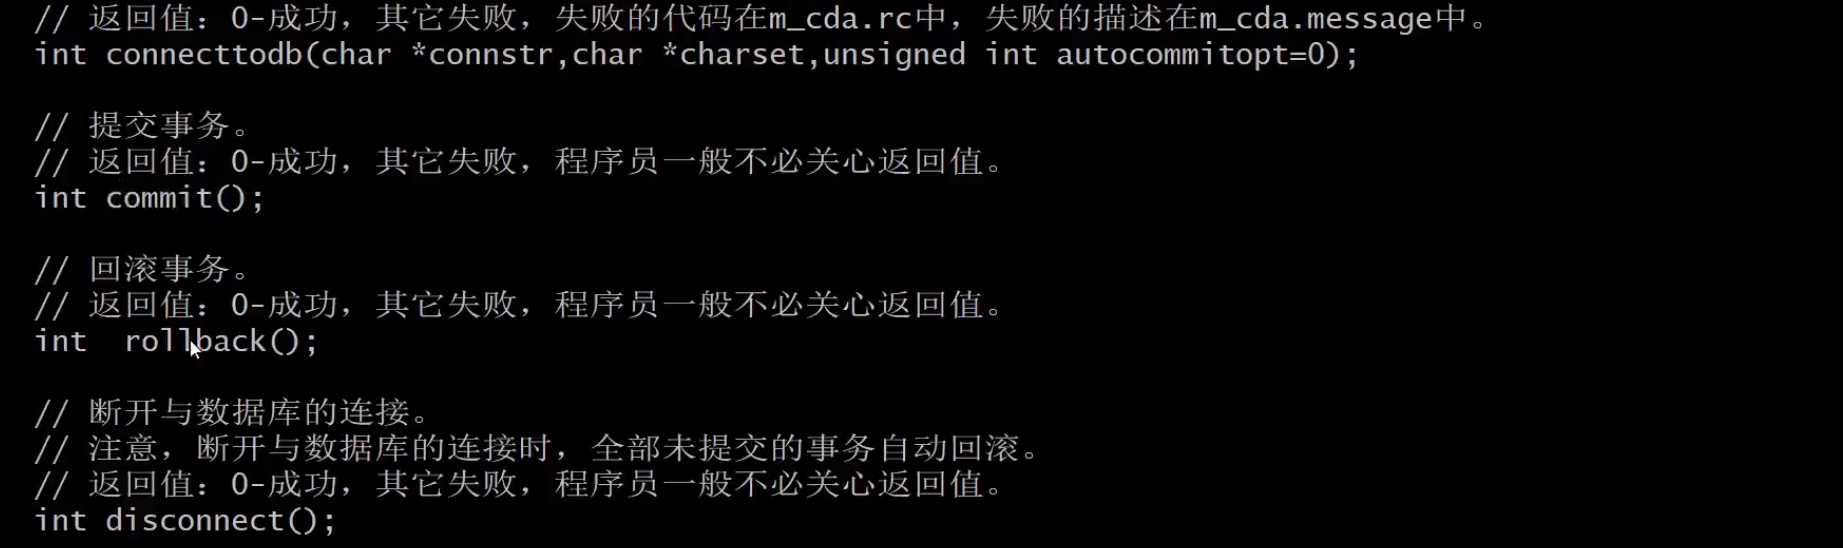 // 返回值：0-成功，其它失败，失败的代码在m_cda.rc中，失败的描述在m_cda.message中。
int connecttodb(char *connstr,char *charset,unsigned int autocommitopt=0);
// 提交事务。
// 返回值：0-成功，其它失败，程序员一般不必关心返回值。
int commit();
// 回滚事务。
// 返回值：0-成功，其它失败，程序员一般不必关心返回值。
int  rollback();
// 断开与数据库的连接。
// 注意，断开与数据库的连接时，全部未提交的事务自动回滚。
// 返回值：0-成功，其它失败，程序员一般不必关心返回值。
int disconnect();